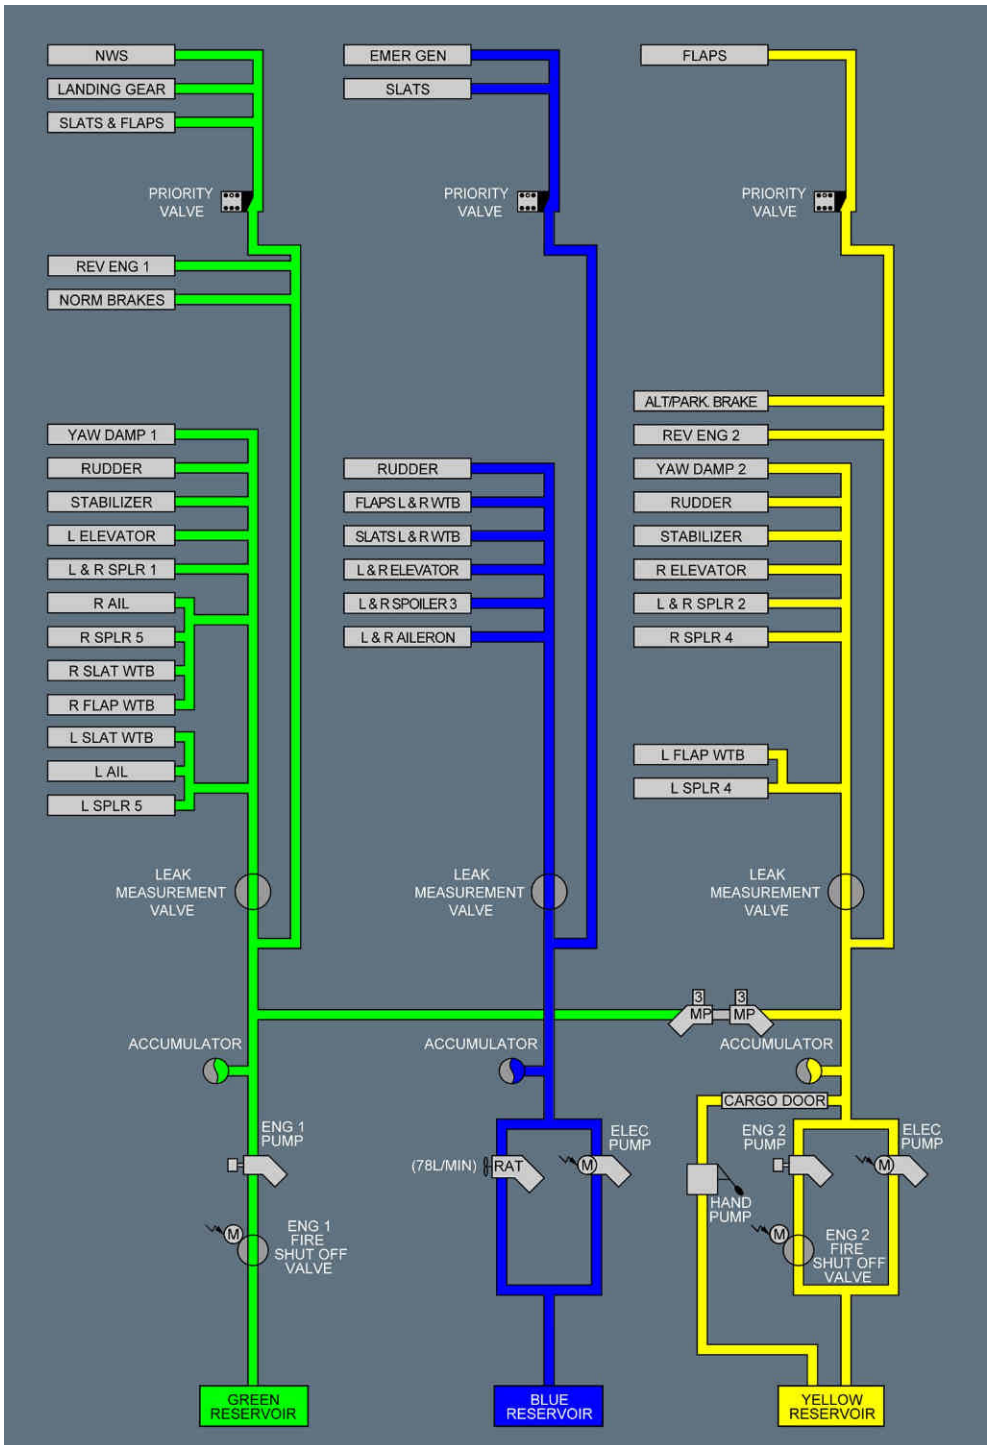 NWS
LANDING GEAR
SLATS & FLAPS
PRIORITY
VALVE
REV ENG 1
NORM BRAKES
YAW DAMP 1
RUDDER
STABILIZER
L ELEVATOR
L & R SPLR 1
R AIL
R SPLR 5
R SLAT WTB
R FLAP WTB
L SLAT WTB
L AIL
L SPLR 5
LEAK
MEASUREMENT
VALVE
ACCUMULATOR
ENG 1
PUMP
M
ENG 1
FIRE
SHUT OFF
VALVE
GREEN
RESERVOIR
EMER GEN
SLATS
PRIORITY
VALVE
RUDDER
FLAPS L & R WTB
SLATS L & R WTB
L & R ELEVATOR
L & R SPOILER 3
L & R AILERON
LEAK
MEASUREMENT
VALVE
ACCUMULATOR
(78L/MIN)
RAT
ELEC
PUMP
M
BLUE
RESERVOIR
FLAPS
PRIORITY
VALVE
ALT/PARK. BRAKE
REV ENG 2
YAW DAMP 2
RUDDER
STABILIZER
R ELEVATOR
L & R SPLR 2
R SPLR 4
L FLAP WTB
L SPLR 4
LEAK
MEASUREMENT
VALVE
3 3
MP MP
ACCUMULATOR
CARGO DOOR
ENG 2
PUMP
ELEC
PUMP
M
HAND
PUMP
M
ENG 2
FIRE
SHUT OFF
VALVE
YELLOW
RESERVOIR